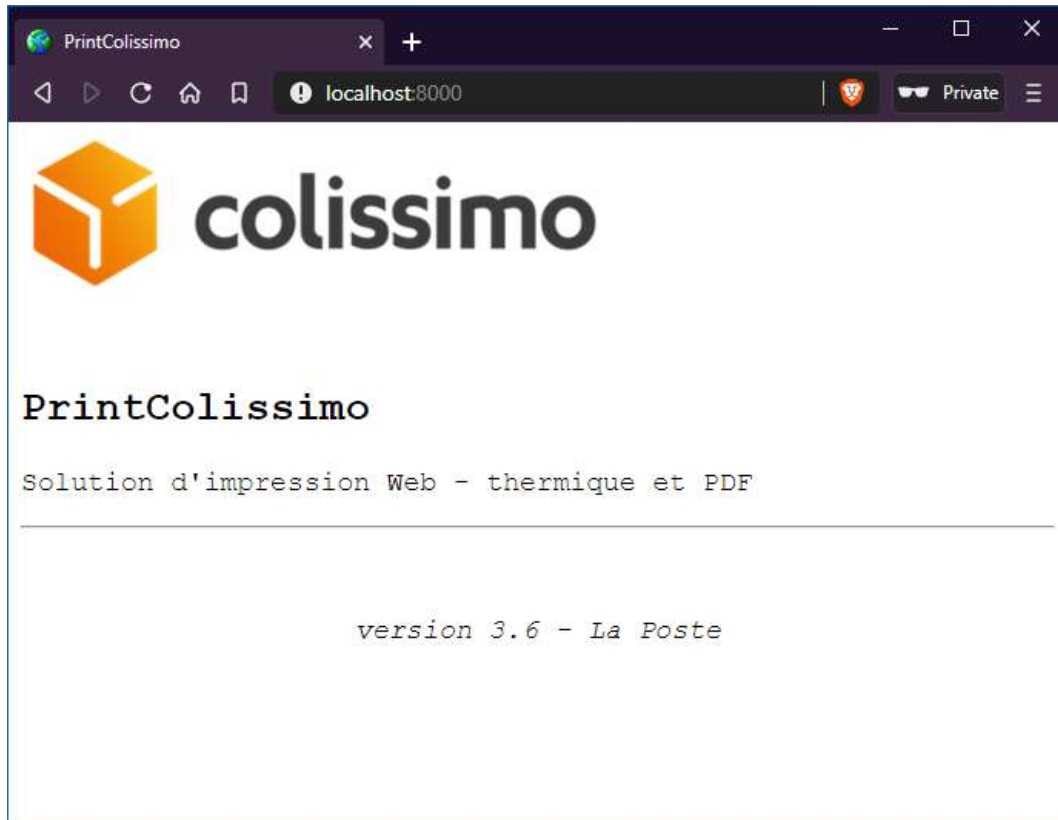 PrintColissimo
localhost:8000
Private
colissimo
PrintColissimo
Solution d'impression Web - thermique et PDF
version 3.6 - La Poste